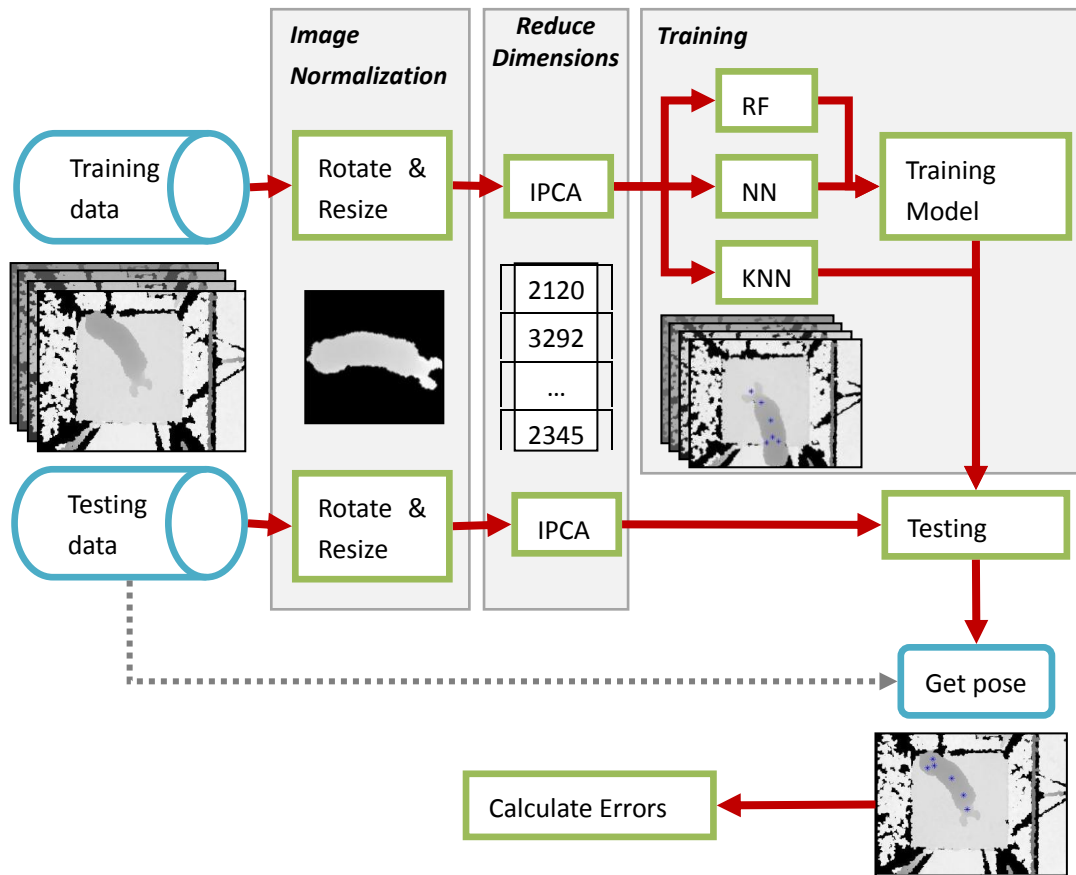 Image
Normalization
Reduce
Dimensions
Training
Training
data
Rotate & 
Resize
IPCA
RF
NN
KNN
Training
Model
2120
3292
...
2345
Testing
data
Rotate &
Resize
IPCA
Testing
Get pose
Calculate Errors